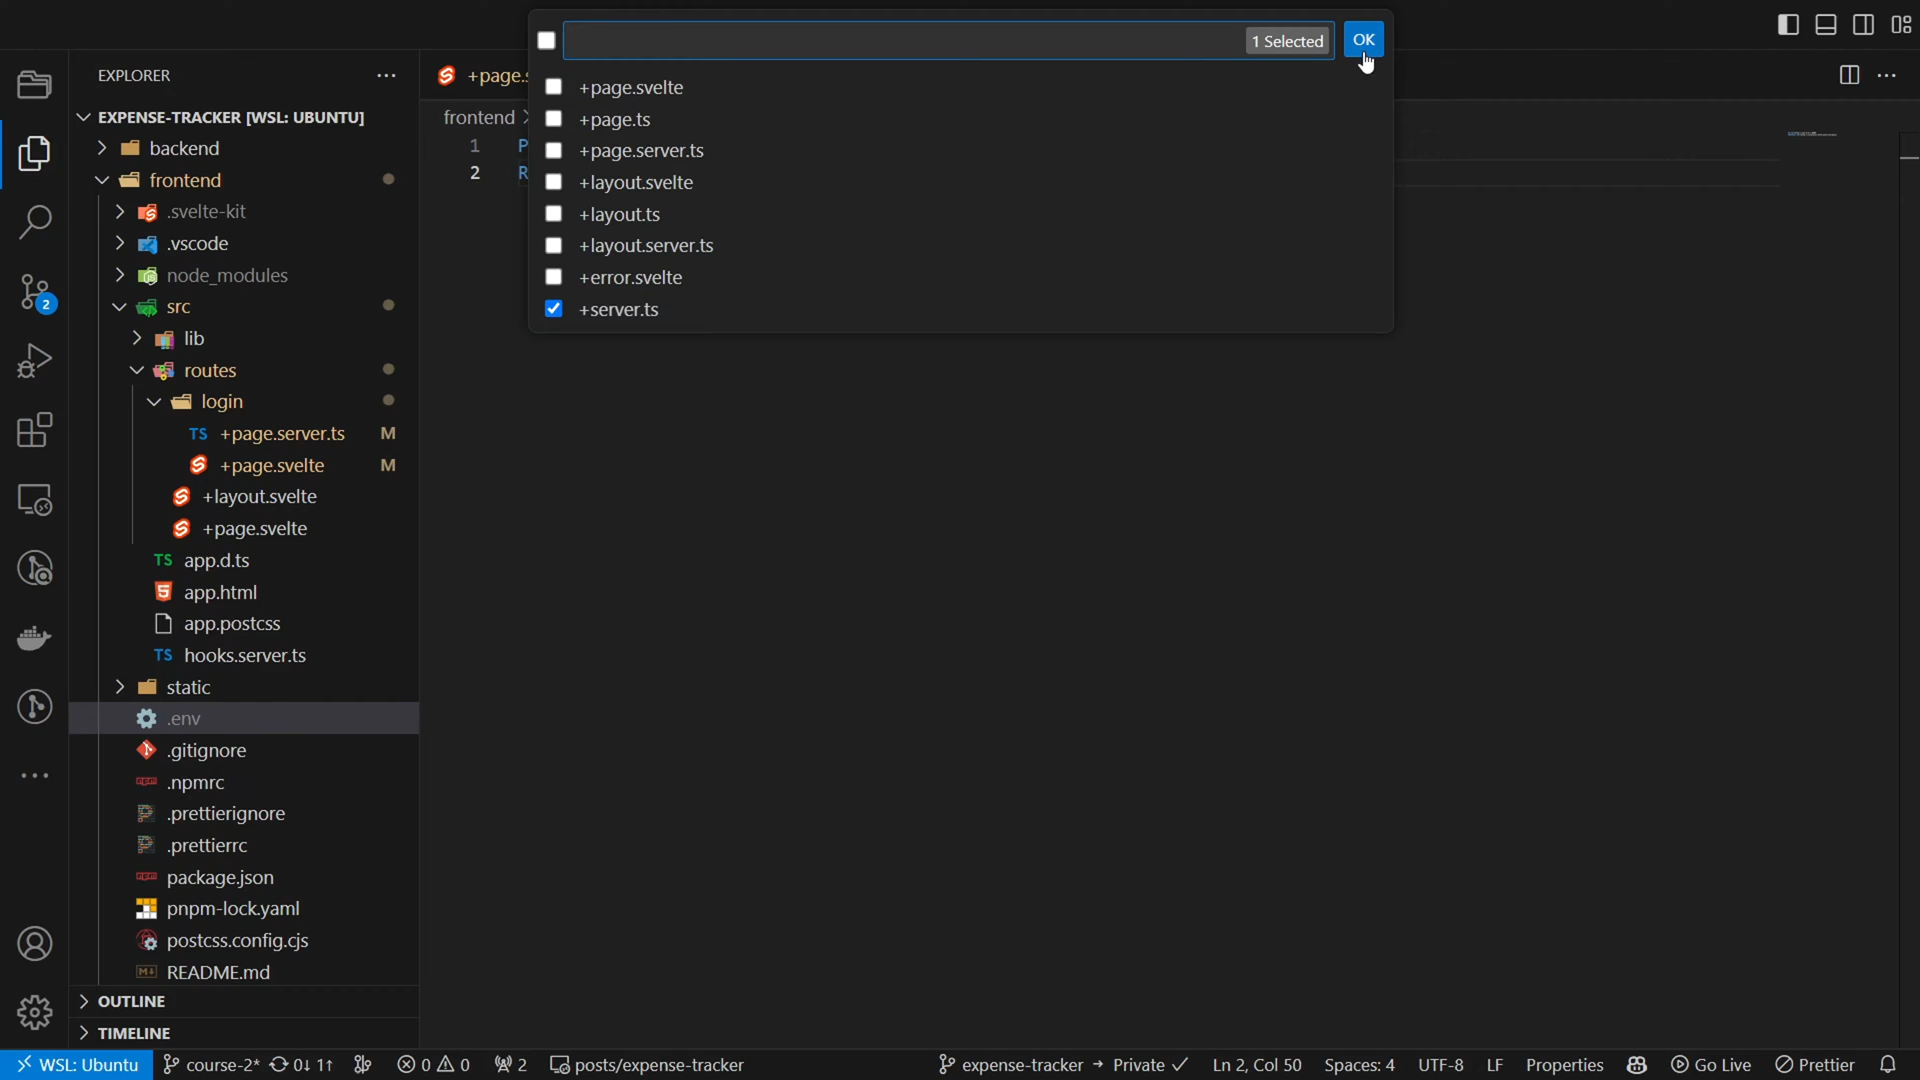 1 Selected
OK
+page.svelte
+page.ts
+page.server.ts
+layout.svelte
+layout.ts
+layout.server.ts
+error.svelte
+server.ts
EXPLORER
EXPENSE-TRACKER [WSL: UBUNTU]
backend
frontend
.svelte-kit
.vscode
node_modules
src
lib
routes
login
TS +page.server.ts M
+page.svelte M
+layout.svelte
+page.svelte
TS app.d.ts
app.html
app.postcss
TS hooks.server.ts
static
.env
.gitignore
.npmrc
.prettierignore
.prettierrc
package.json
pnpm-lock.yaml
postcss.config.cjs
README.md
OUTLINE
TIMELINE
2
+page.s
frontend >
1 P
2 R
WSL: Ubuntu
course-2* 0↓ 1↑
0 0
2
posts/expense-tracker
expense-tracker → Private ✓
Ln 2, Col 50
Spaces: 4
UTF-8
LF
Properties
Go Live
Prettier